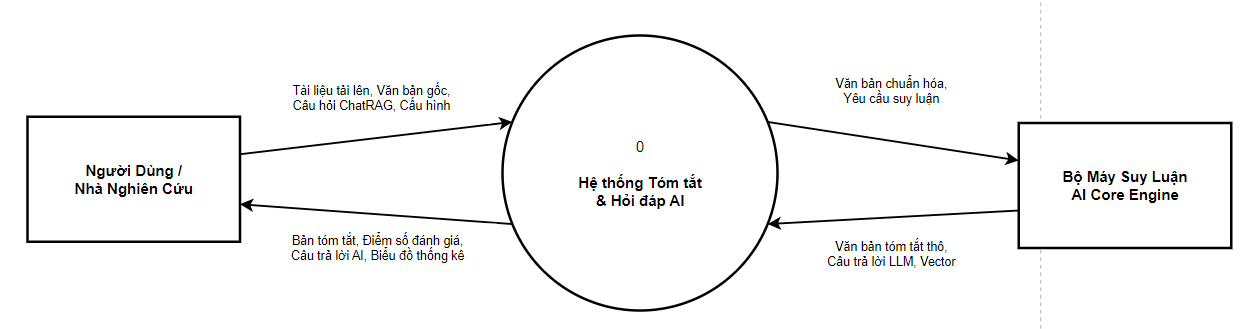 Tài liệu tải lên, Văn bản gốc,
Câu hỏi ChatRAG, Cấu hình
Văn bản chuẩn hóa,
Yêu cầu suy luận
Người Dùng /
Nhà Nghiên Cứu
0
Hệ thống Tóm tắt
& Hỏi đáp AI
Bộ Máy Suy Luận
AI Core Engine
Bản tóm tắt, Điểm số đánh giá,
Câu trả lời AI, Biểu đồ thống kê
Văn bản tóm tắt thô,
Câu trả lời LLM, Vector